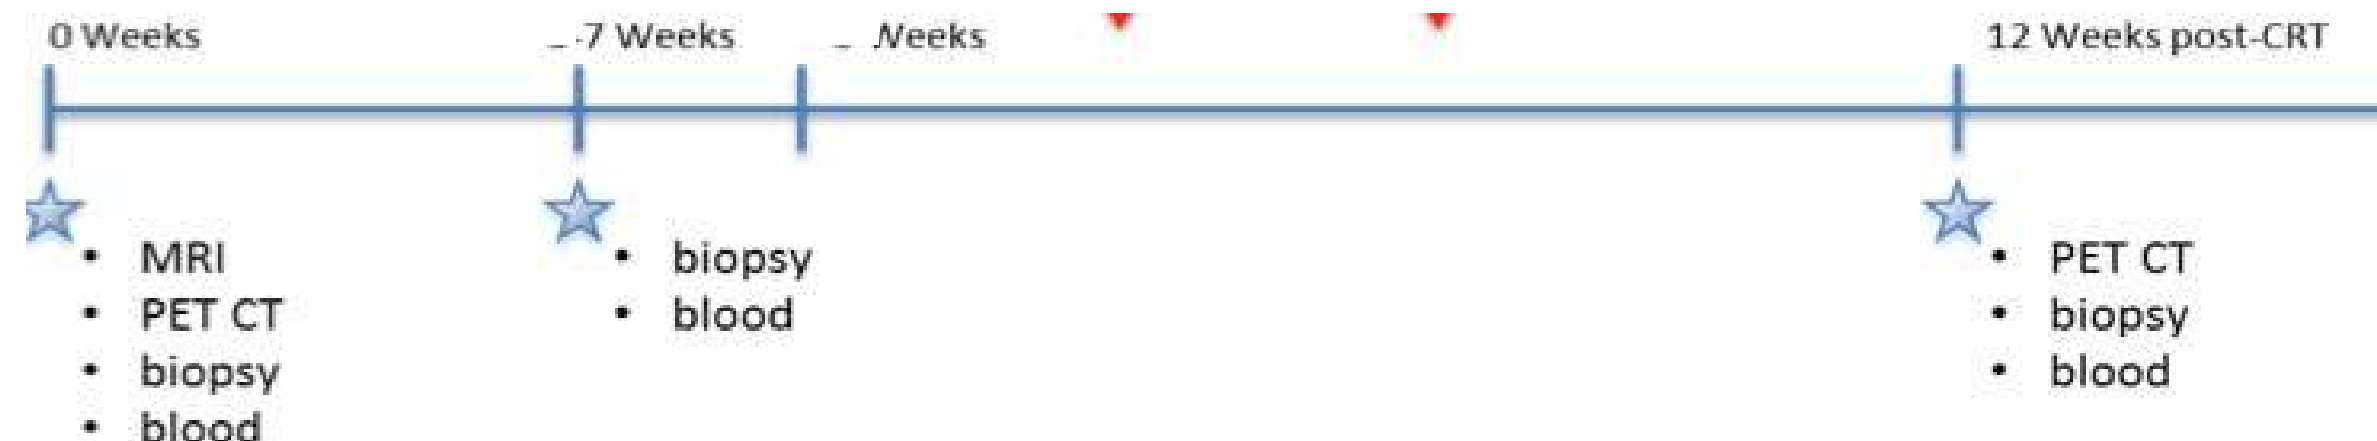 0 Weeks
-7 Weeks
Weeks
12 Weeks post-CRT
• MRI
• PET CT
• biopsy
• blood
• biopsy
• blood
• PET CT
• biopsy
• blood